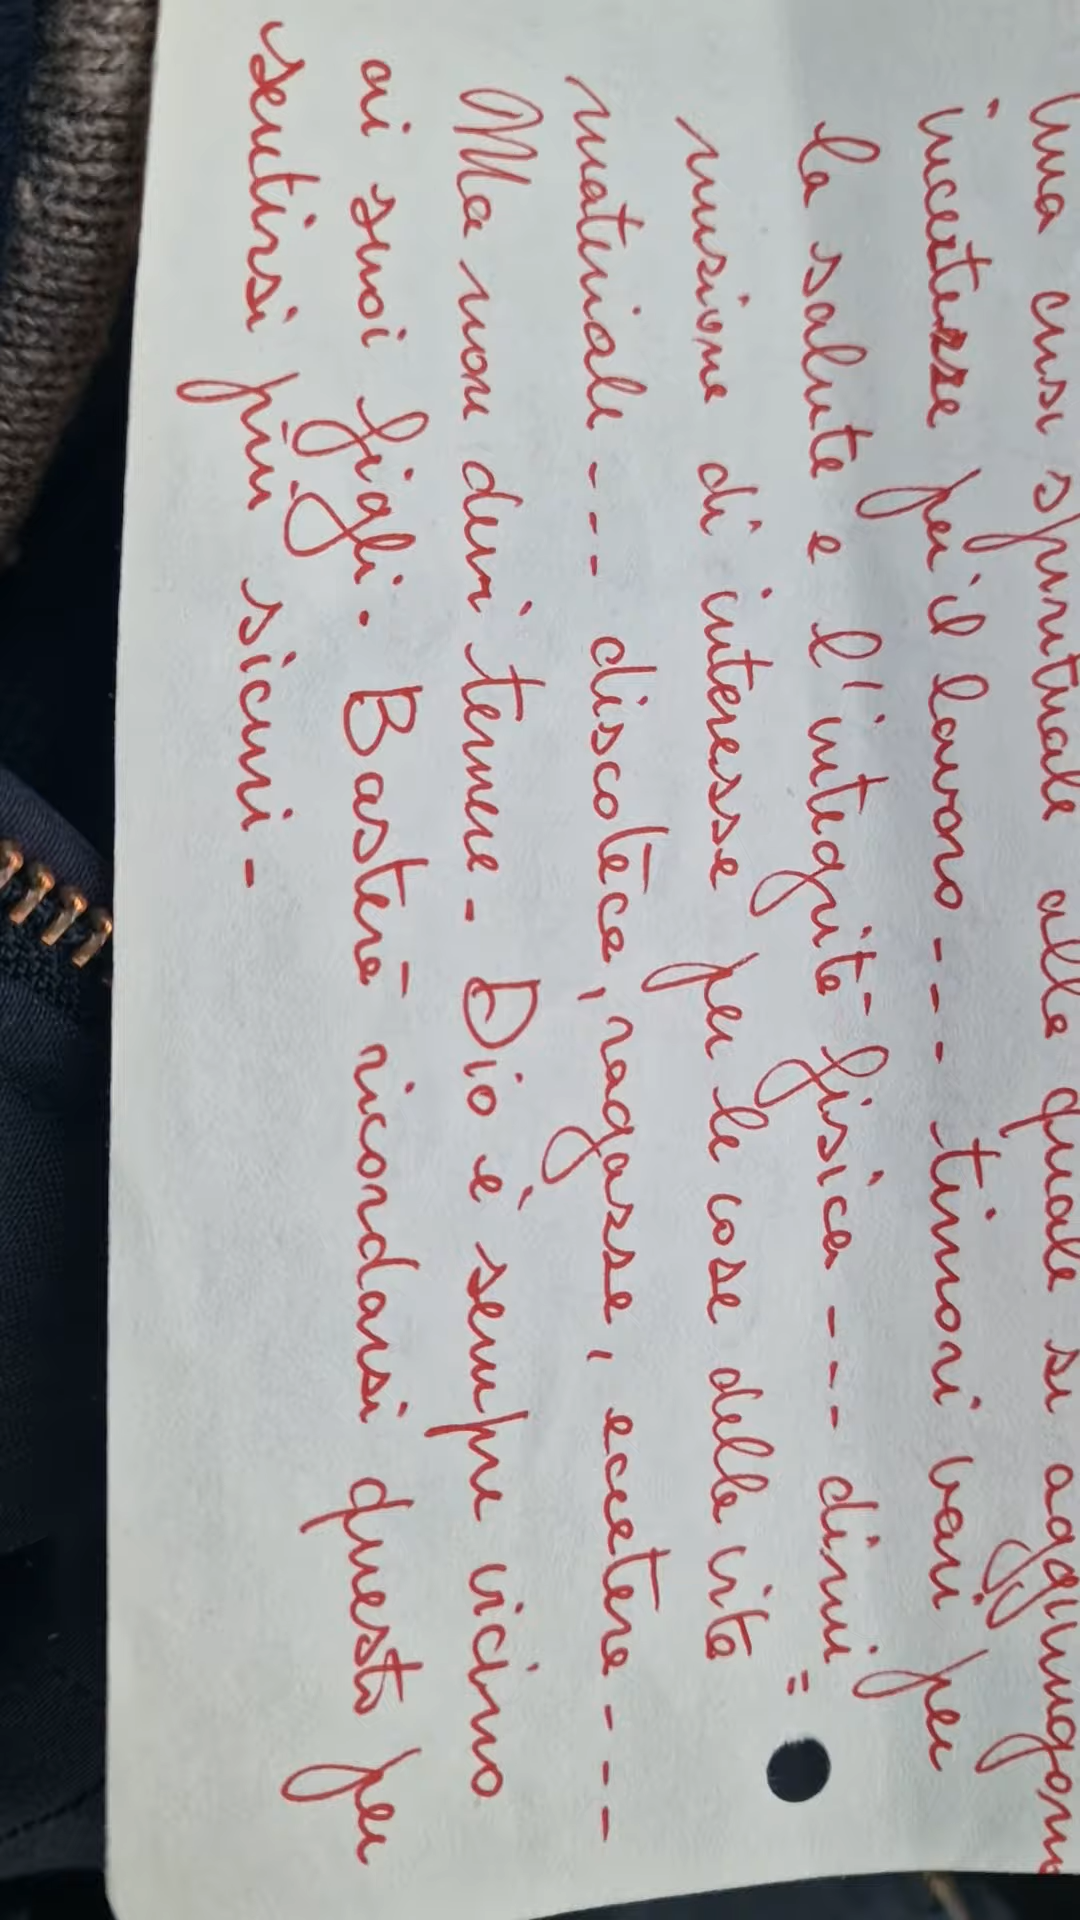 una crisi spirituale alla quale si aggiungono
incertezze per il lavoro --- timori vari per
la salute e l'integrità fisica --- dimi=
nuzione di interesse per le cose della vita
materiale --- discoteca, ragazze, eccetera ---
Ma non devi temere - Dio è sempre vicino
ai suoi figli. Basterà ricordarsi questo per
sentirsi più sicuri -